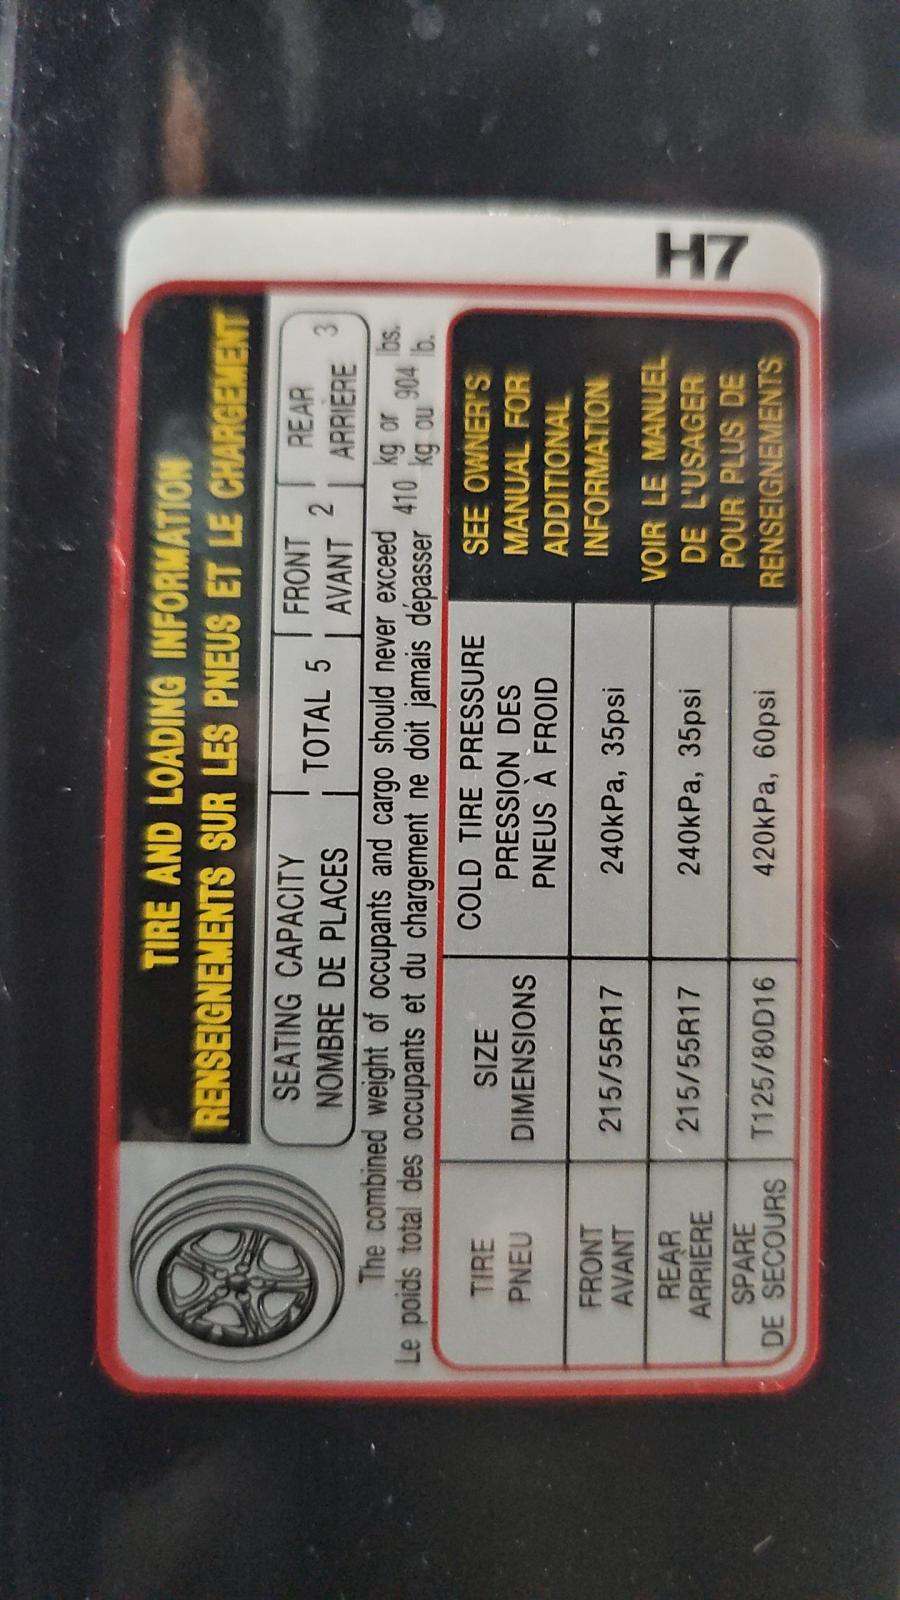 H7
TIRE AND LOADING INFORMATION
RENSEIGNEMENTS SUR LES PNEUS ET LE CHARGEMENT
SEATING CAPACITY
NOMBRE DE PLACES
TOTAL 5
FRONT
AVANT 2
REAR
ARRIÈRE 3
The combined weight of occupants and cargo should never exceed 410 kg or 904 lbs.
Le poids total des occupants et du chargement ne doit jamais dépasser kg ou lb.
TIRE
PNEU
SIZE
DIMENSIONS
COLD TIRE PRESSURE
PRESSION DES
PNEUS À FROID
FRONT
AVANT
215/55R17
240kPa, 35psi
REAR
ARRIERE
215/55R17
240kPa, 35psi
SPARE
DE SECOURS
T125/80D16
420kPa, 60psi
SEE OWNER'S
MANUAL FOR
ADDITIONAL
INFORMATION
VOIR LE MANUEL
DE L'USAGER
POUR PLUS DE
RENSEIGNEMENTS